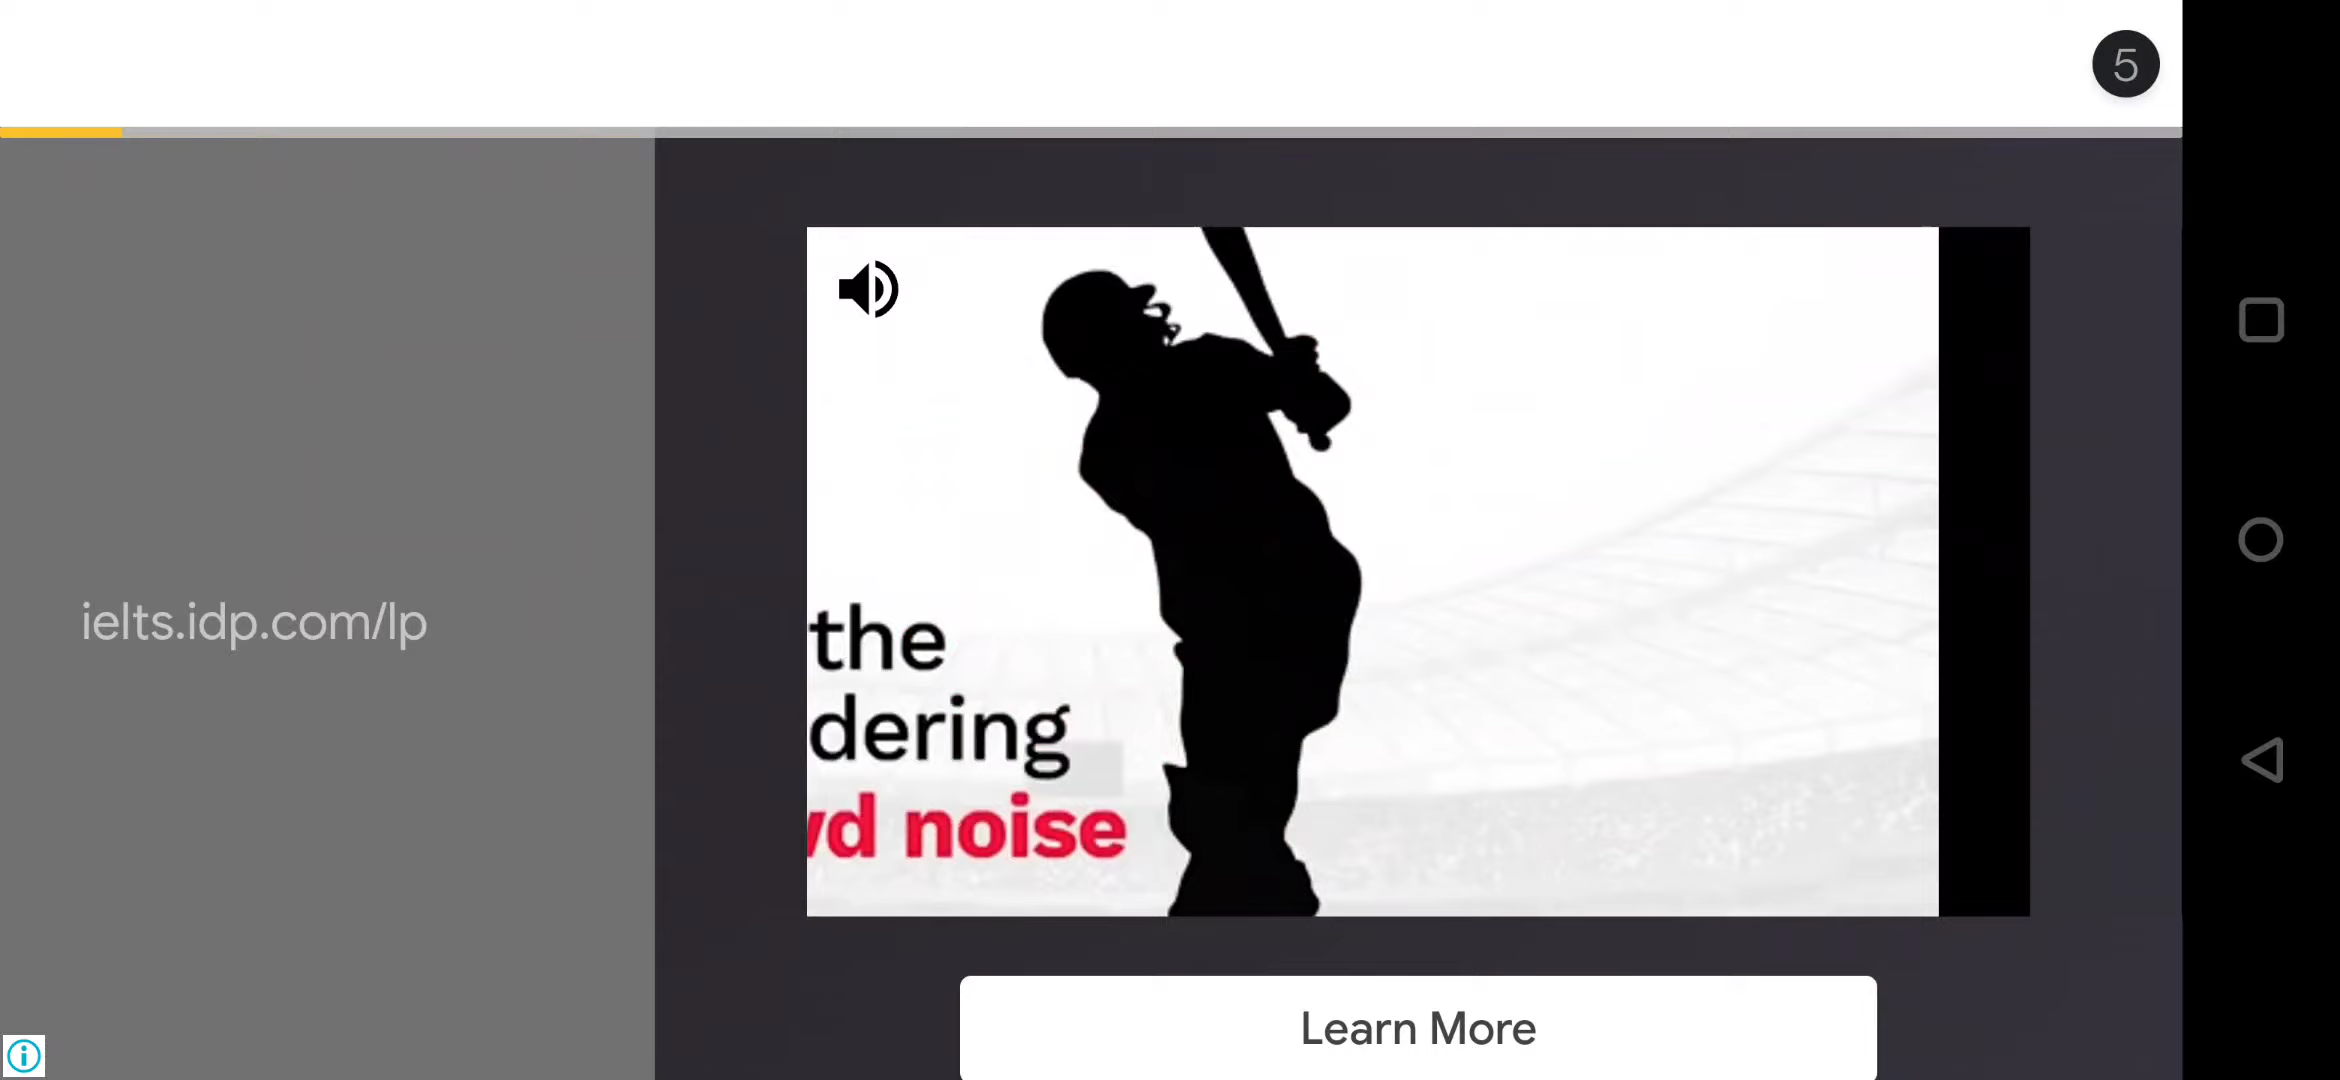 5
ielts.idp.com/lp
the
dering
noise
Learn More